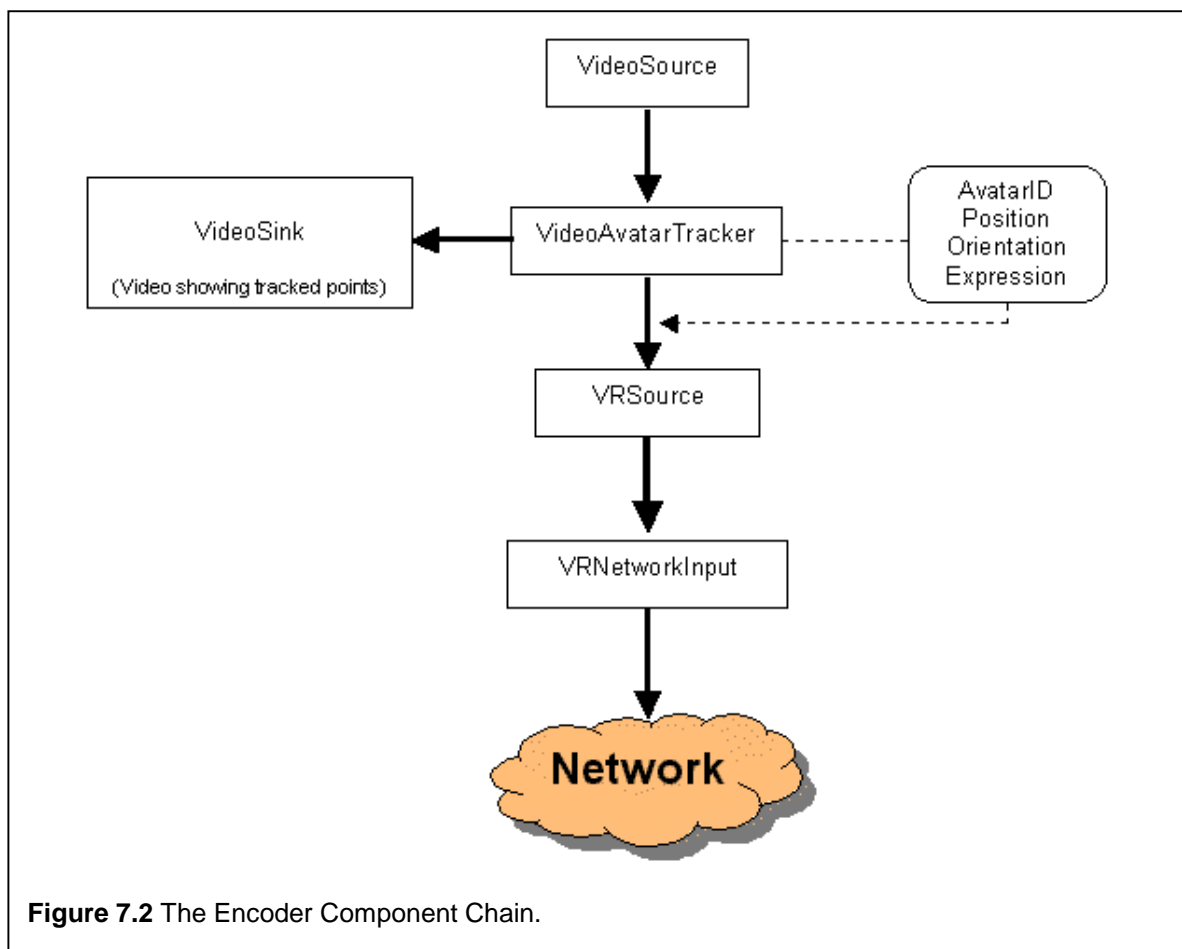 VideoSource
VideoSink
(Video showing tracked points)
VideoAvatarTracker
AvatarID
Position
Orientation
Expression
VRSource
VRNetworkInput
Network
Figure 7.2 The Encoder Component Chain.